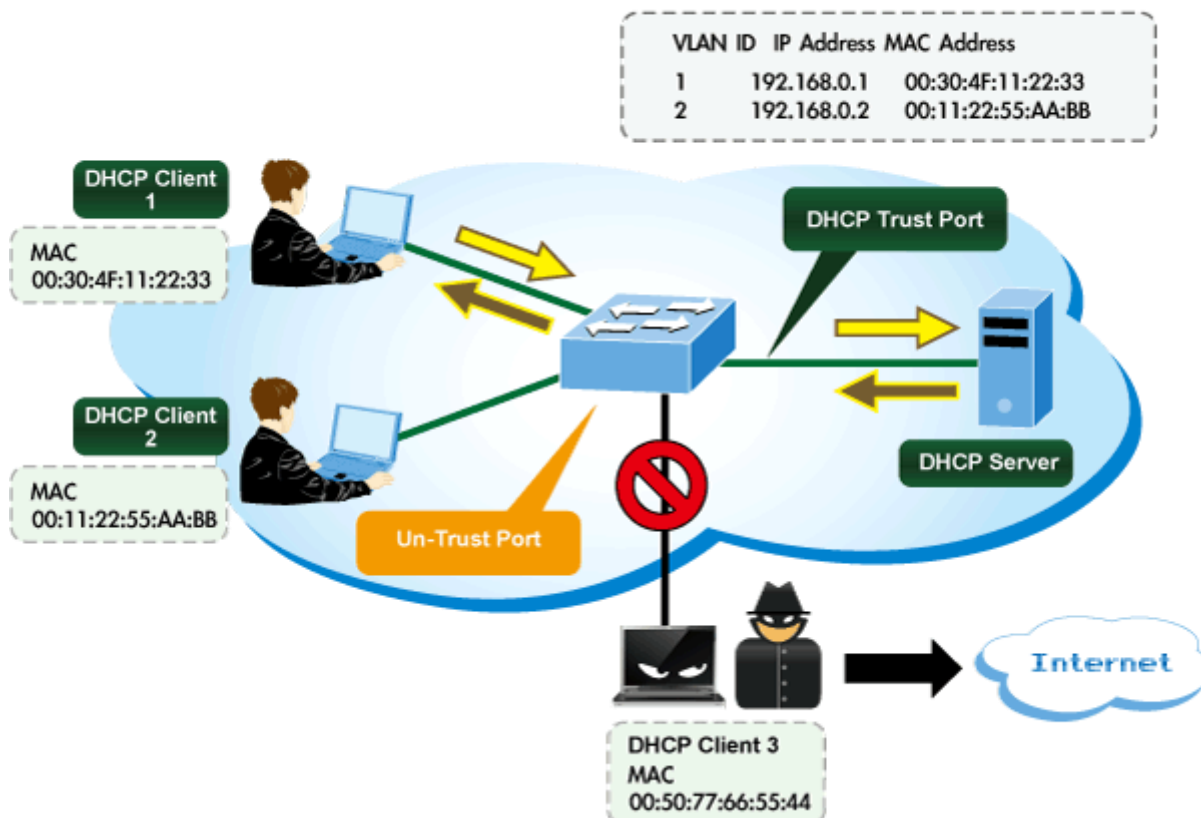 VLAN ID IP Address MAC Address
1 192.168.0.1 00:30:4F:11:22:33
2 192.168.0.2 00:11:22:55:AA:BB
DHCP Client
1
MAC
00:30:4F:11:22:33
DHCP Trust Port
DHCP Client
2
MAC
00:11:22:55:AA:BB
DHCP Server
Un-Trust Port
Internet
DHCP Client 3
MAC
00:50:77:66:55:44